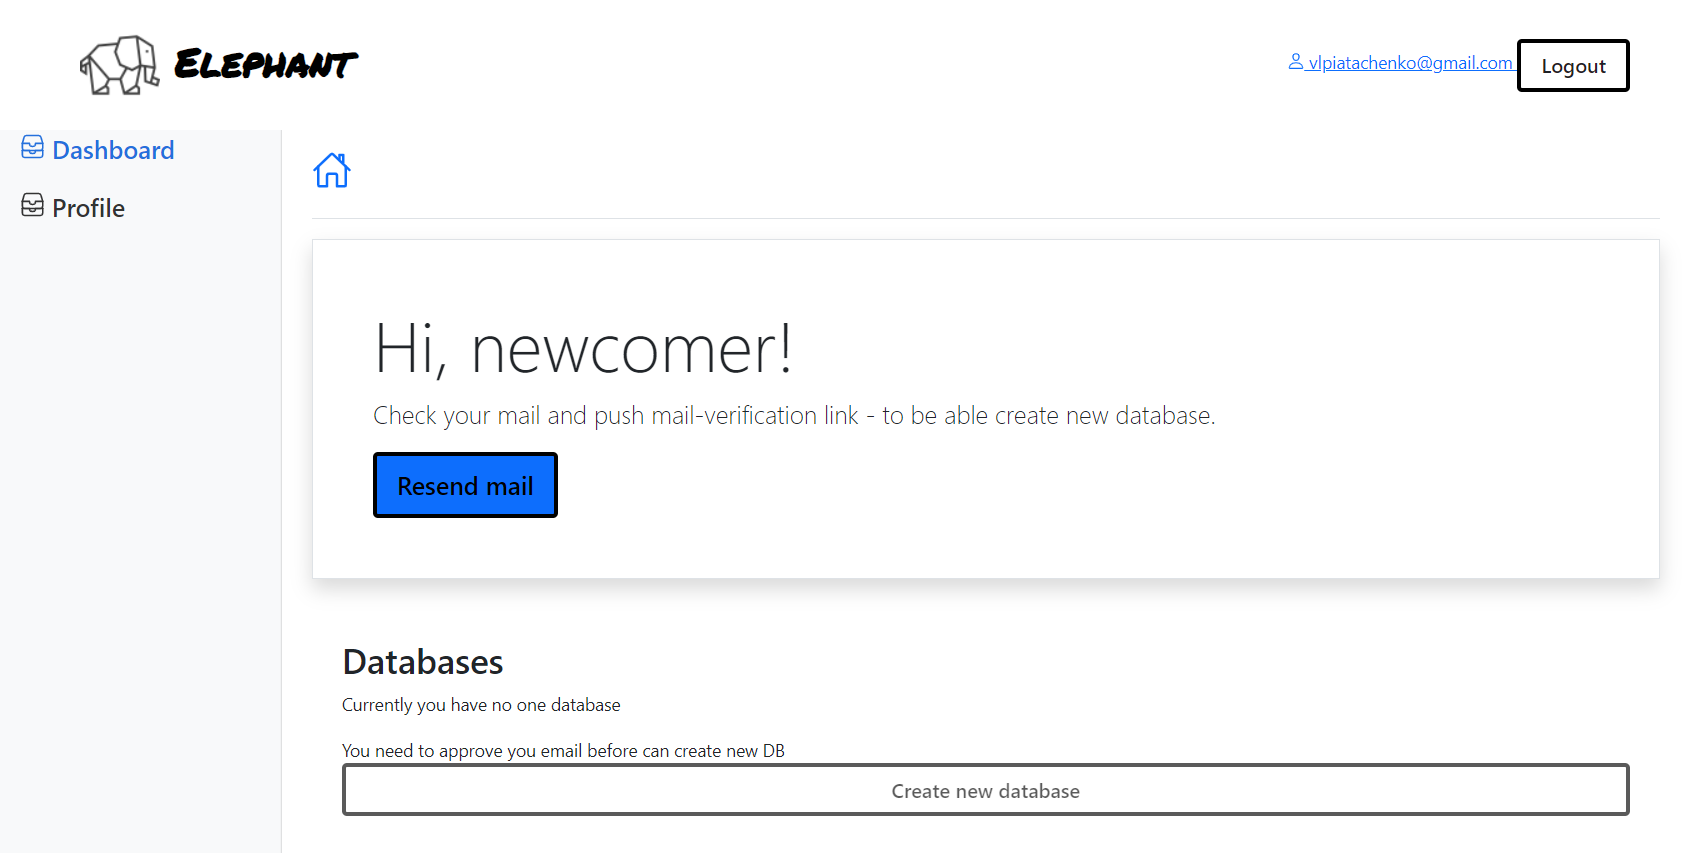 ELEPHANT
vlpiatachenko@gmail.com
Logout
Dashboard
Profile
Hi, newcomer!
Check your mail and push mail-verification link - to be able create new database.
Resend mail
Databases
Currently you have no one database
You need to approve you email before can create new DB
Create new database